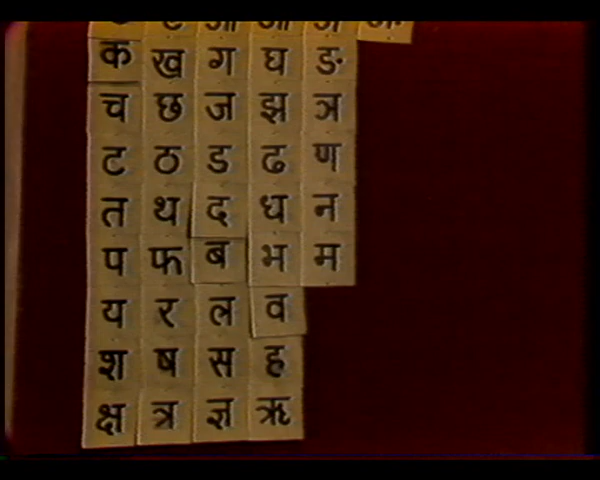 क ख ग घ ङ
च छ ज झ ञ
ट ठ ड ढ ण
त थ द ध न
प फ ब भ म
य र ल व
श ष स ह
क्ष त्र ज्ञ ऋ